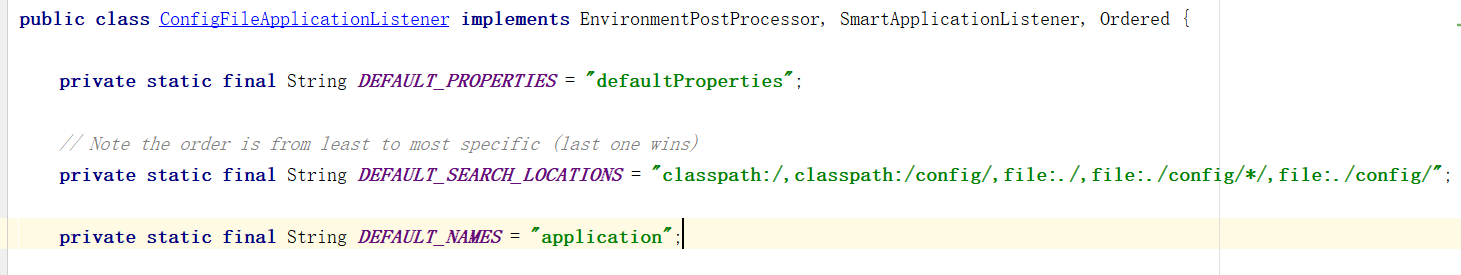 public class ConfigFileApplicationListener implements EnvironmentPostProcessor, SmartApplicationListener, Ordered {
private static final String DEFAULT_PROPERTIES = "defaultProperties";
// Note the order is from least to most specific (last one wins)
private static final String DEFAULT_SEARCH_LOCATIONS = "classpath:/,classpath:/config/,file:./,file:./config/*/,file:./config/";
private static final String DEFAULT_NAMES = "application";